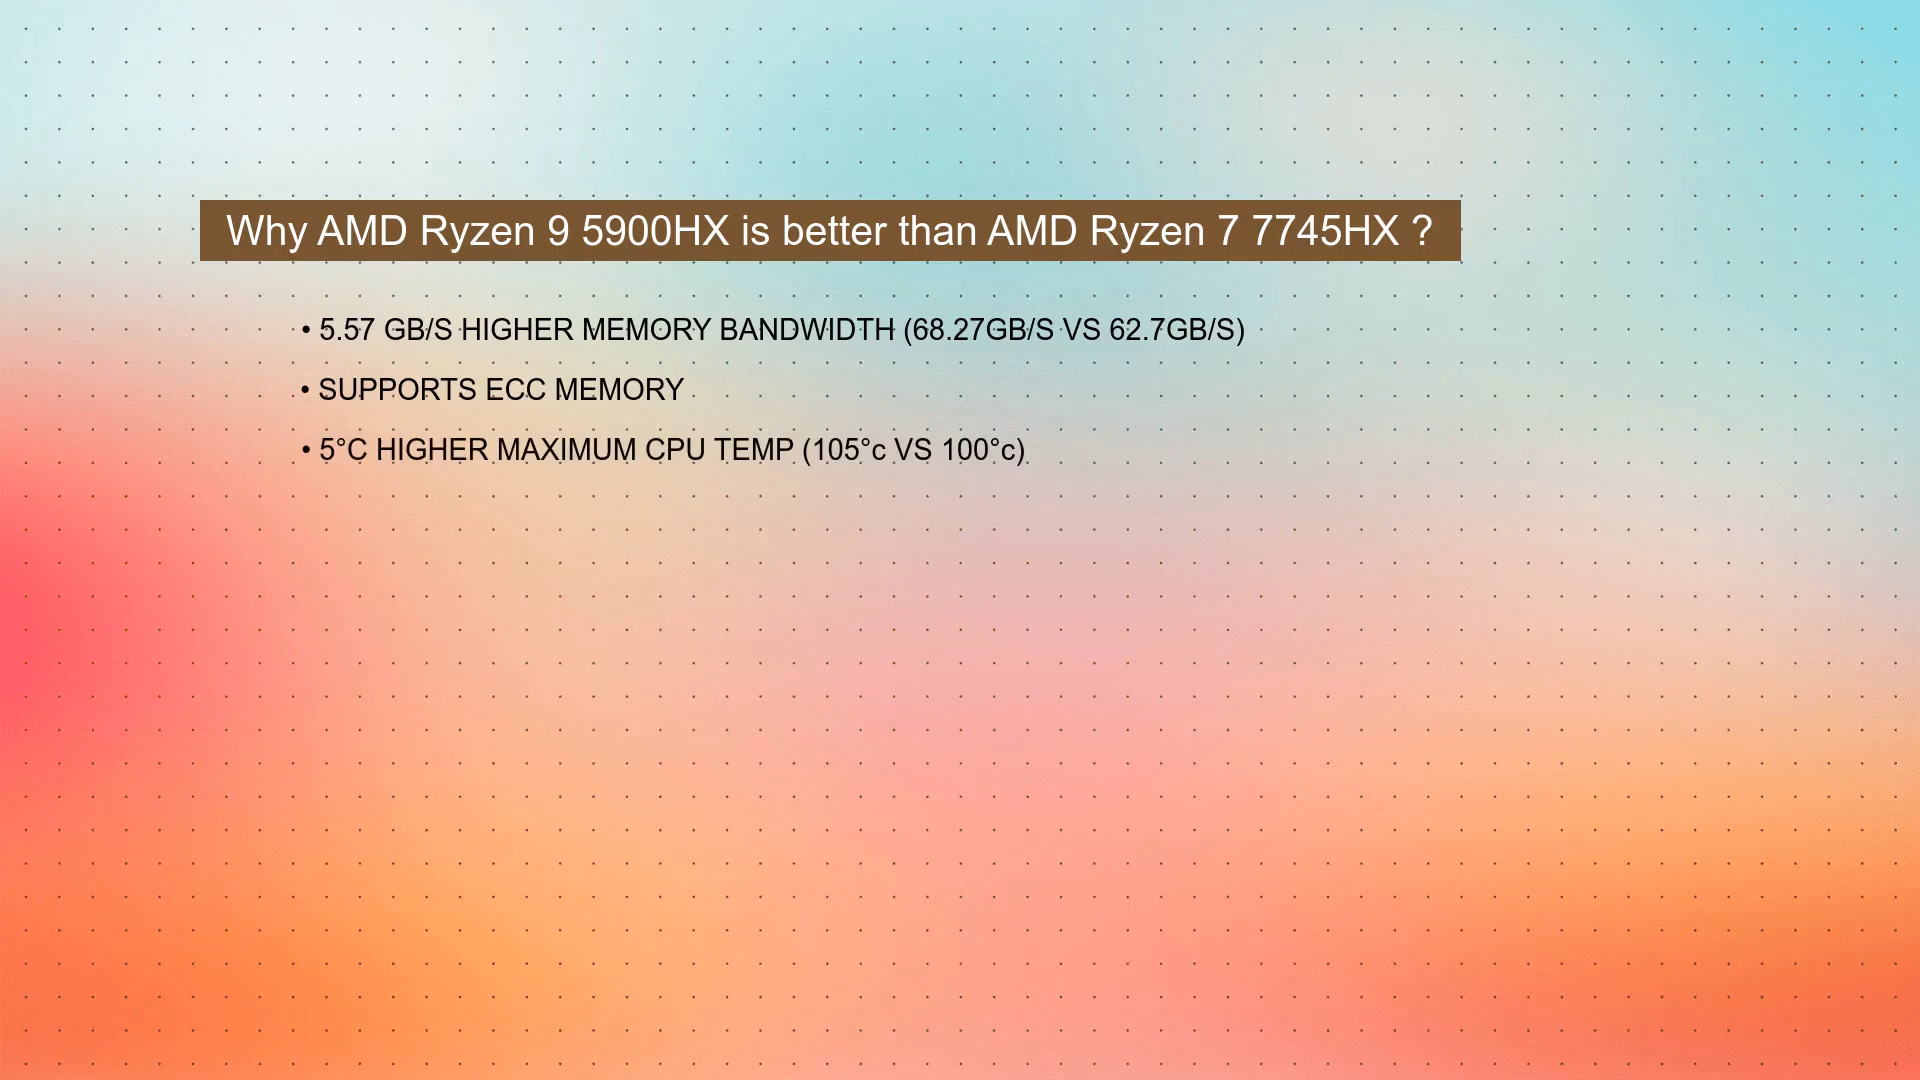 Why AMD Ryzen 9 5900HX is better than AMD Ryzen 7 7745HX ?
• 5.57 GB/S HIGHER MEMORY BANDWIDTH (68.27GB/S VS 62.7GB/S)
• SUPPORTS ECC MEMORY
• 5°C HIGHER MAXIMUM CPU TEMP (105°c VS 100°c)